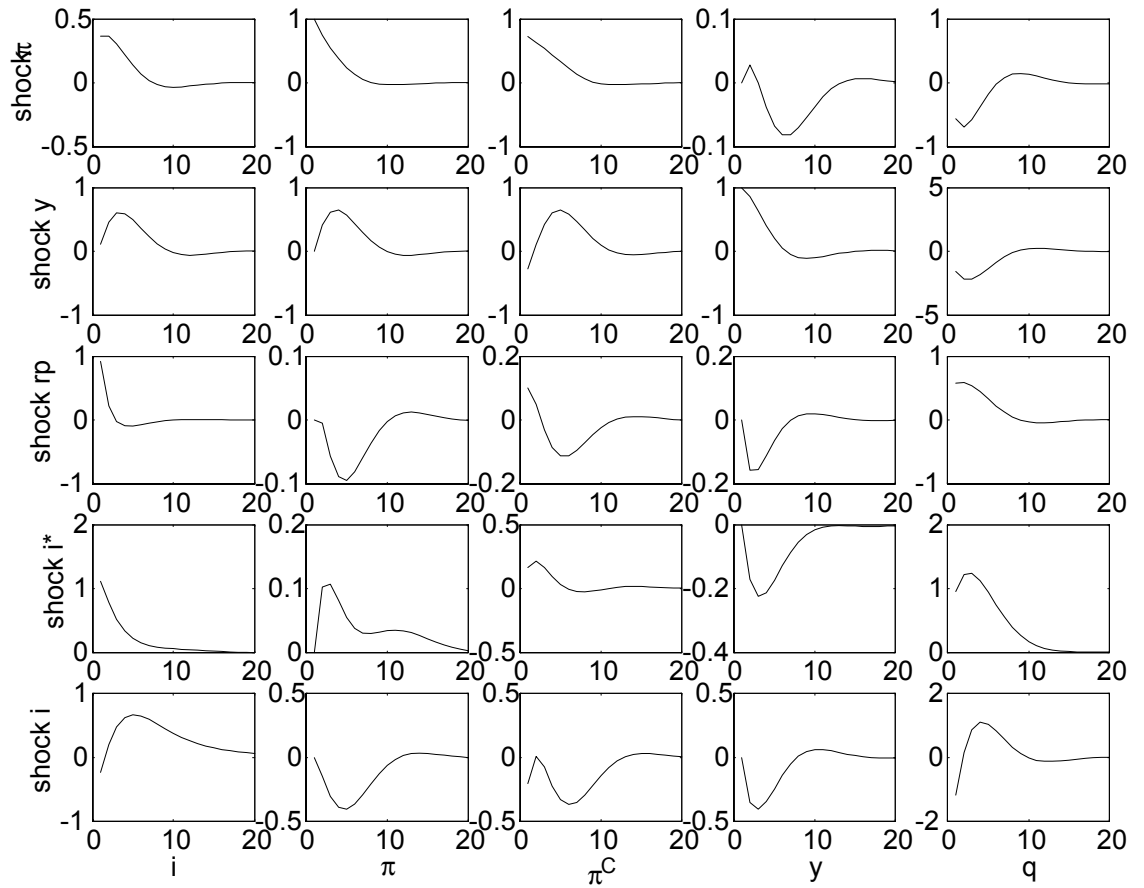 0.5 1 1 0.1 1
shock π 0 0 0 0 0
-0.5 -1 -1 -0.1 -1
0 10 20 0 10 20 0 10 20 0 10 20 0 10 20
1 1 1 1 5
shock y 0 0 0 0 0
-1 -1 -1 -1 -5
0 10 20 0 10 20 0 10 20 0 10 20 0 10 20
1 0.1 0.2 0.2 1
shock rp 0 0 0 0 0
-1 -0.1 -0.2 -0.2 -1
0 10 20 0 10 20 0 10 20 0 10 20 0 10 20
2 0.2 0.5 0 2
shock i* 1 0.1 0 -0.2 1
0 0 -0.5 -0.4 0
0 10 20 0 10 20 0 10 20 0 10 20 0 10 20
1 0.5 0.5 0.5 2
shock i 0 0 0 0 0
-1 -0.5 -0.5 -0.5 -2
0 10 20 0 10 20 0 10 20 0 10 20 0 10 20
i π π^C y q